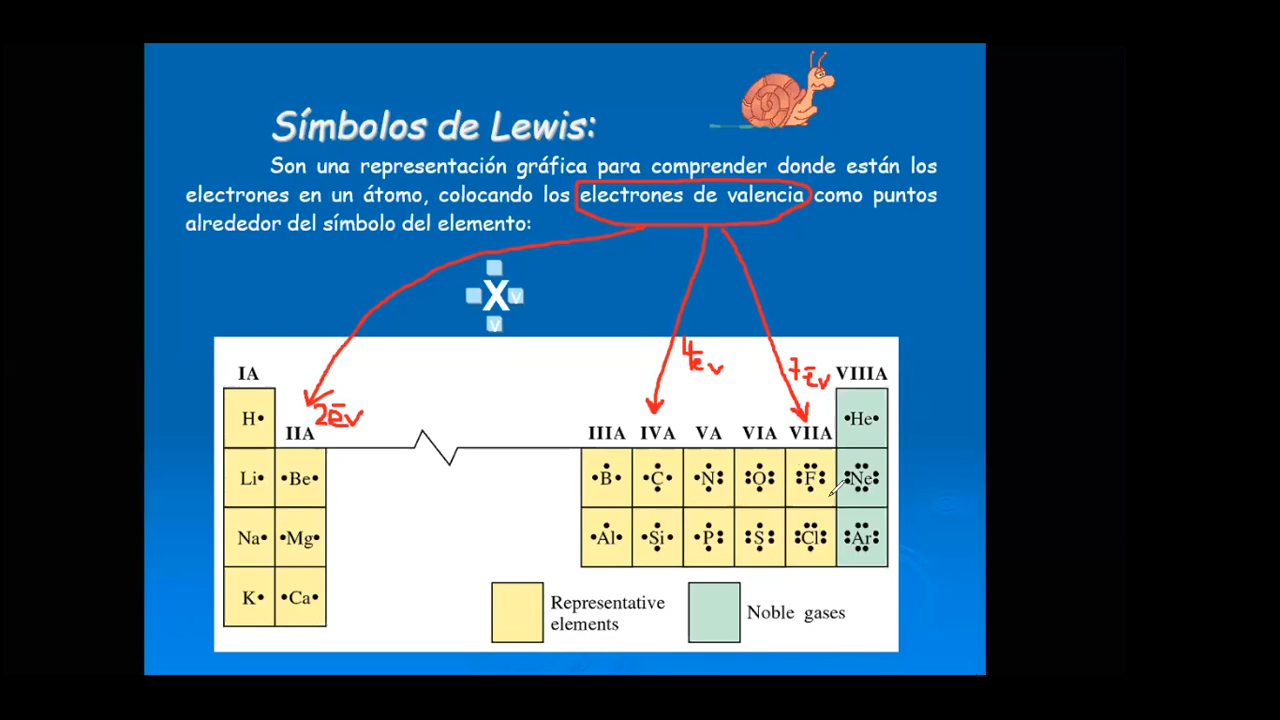 Símbolos de Lewis:
Son una representación gráfica para comprender donde están los
electrones en un átomo, colocando los electrones de valencia como puntos
alrededor del símbolo del elemento:
X v
v
4ēv
7ēv
2ēv
IA VIIIA
H• •He•
IIA IIIA IVA VA VIA VIIA
Li Be B C N O F Ne
Na Mg Al Si P S Cl Ar
K Ca
Representative
elements
Noble gases